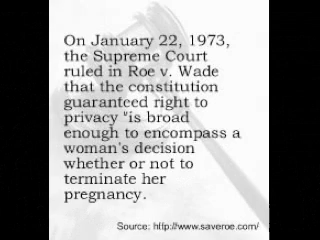 On January 22, 1973,
the Supreme Court
ruled in Roe v. Wade
that the constitution
guaranteed right to
privacy "is broad
enough to encompass a
woman's decision
whether or not to
terminate her
pregnancy.
Source: http://www.saveroe.com/